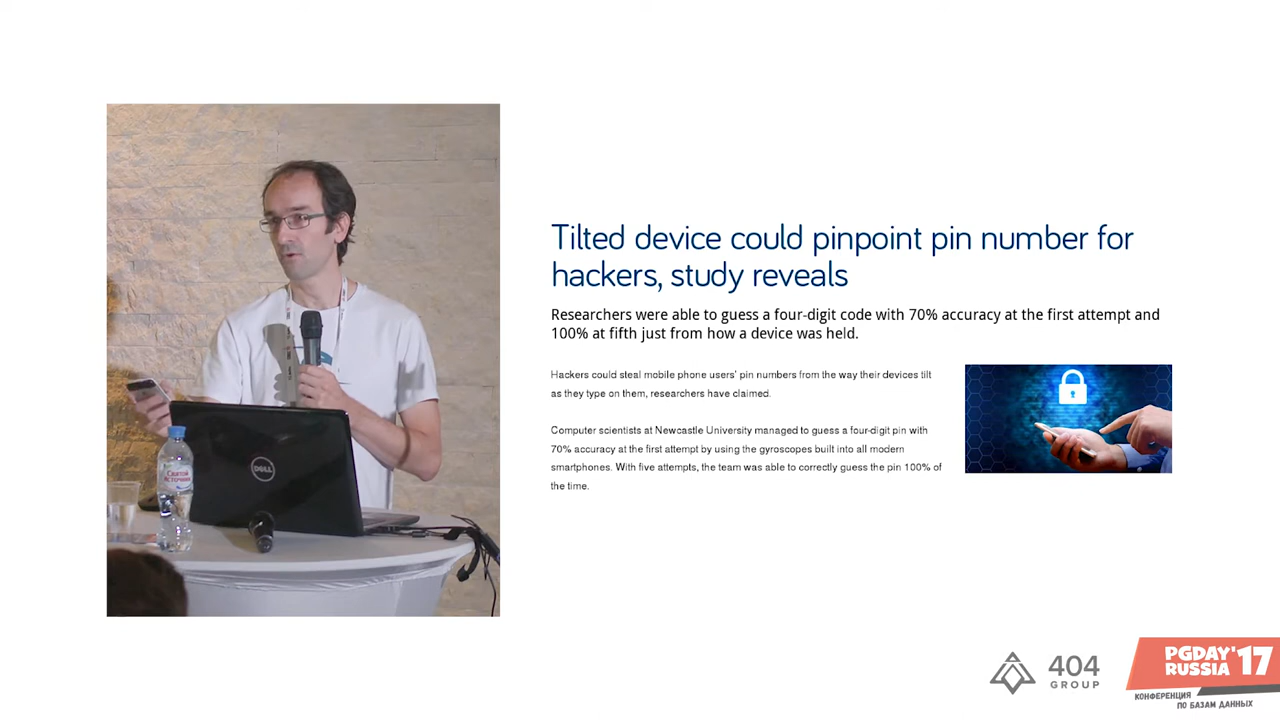 Tilted device could pinpoint pin number for
hackers, study reveals
Researchers were able to guess a four-digit code with 70% accuracy at the first attempt and
100% at fifth just from how a device was held.
Hackers could steal mobile phone users' pin numbers from the way their devices tilt
as they type on them, researchers have claimed.
Computer scientists at Newcastle University managed to guess a four-digit pin with
70% accuracy at the first attempt by using the gyroscopes built into all modern
smartphones. With five attempts, the team was able to correctly guess the pin 100% of
the time.
DELL
Святой
Источник
404
GROUP
PGDAY'17
RUSSIA
КОНФЕРЕНЦИЯ
ПО БАЗАМ ДАННЫХ